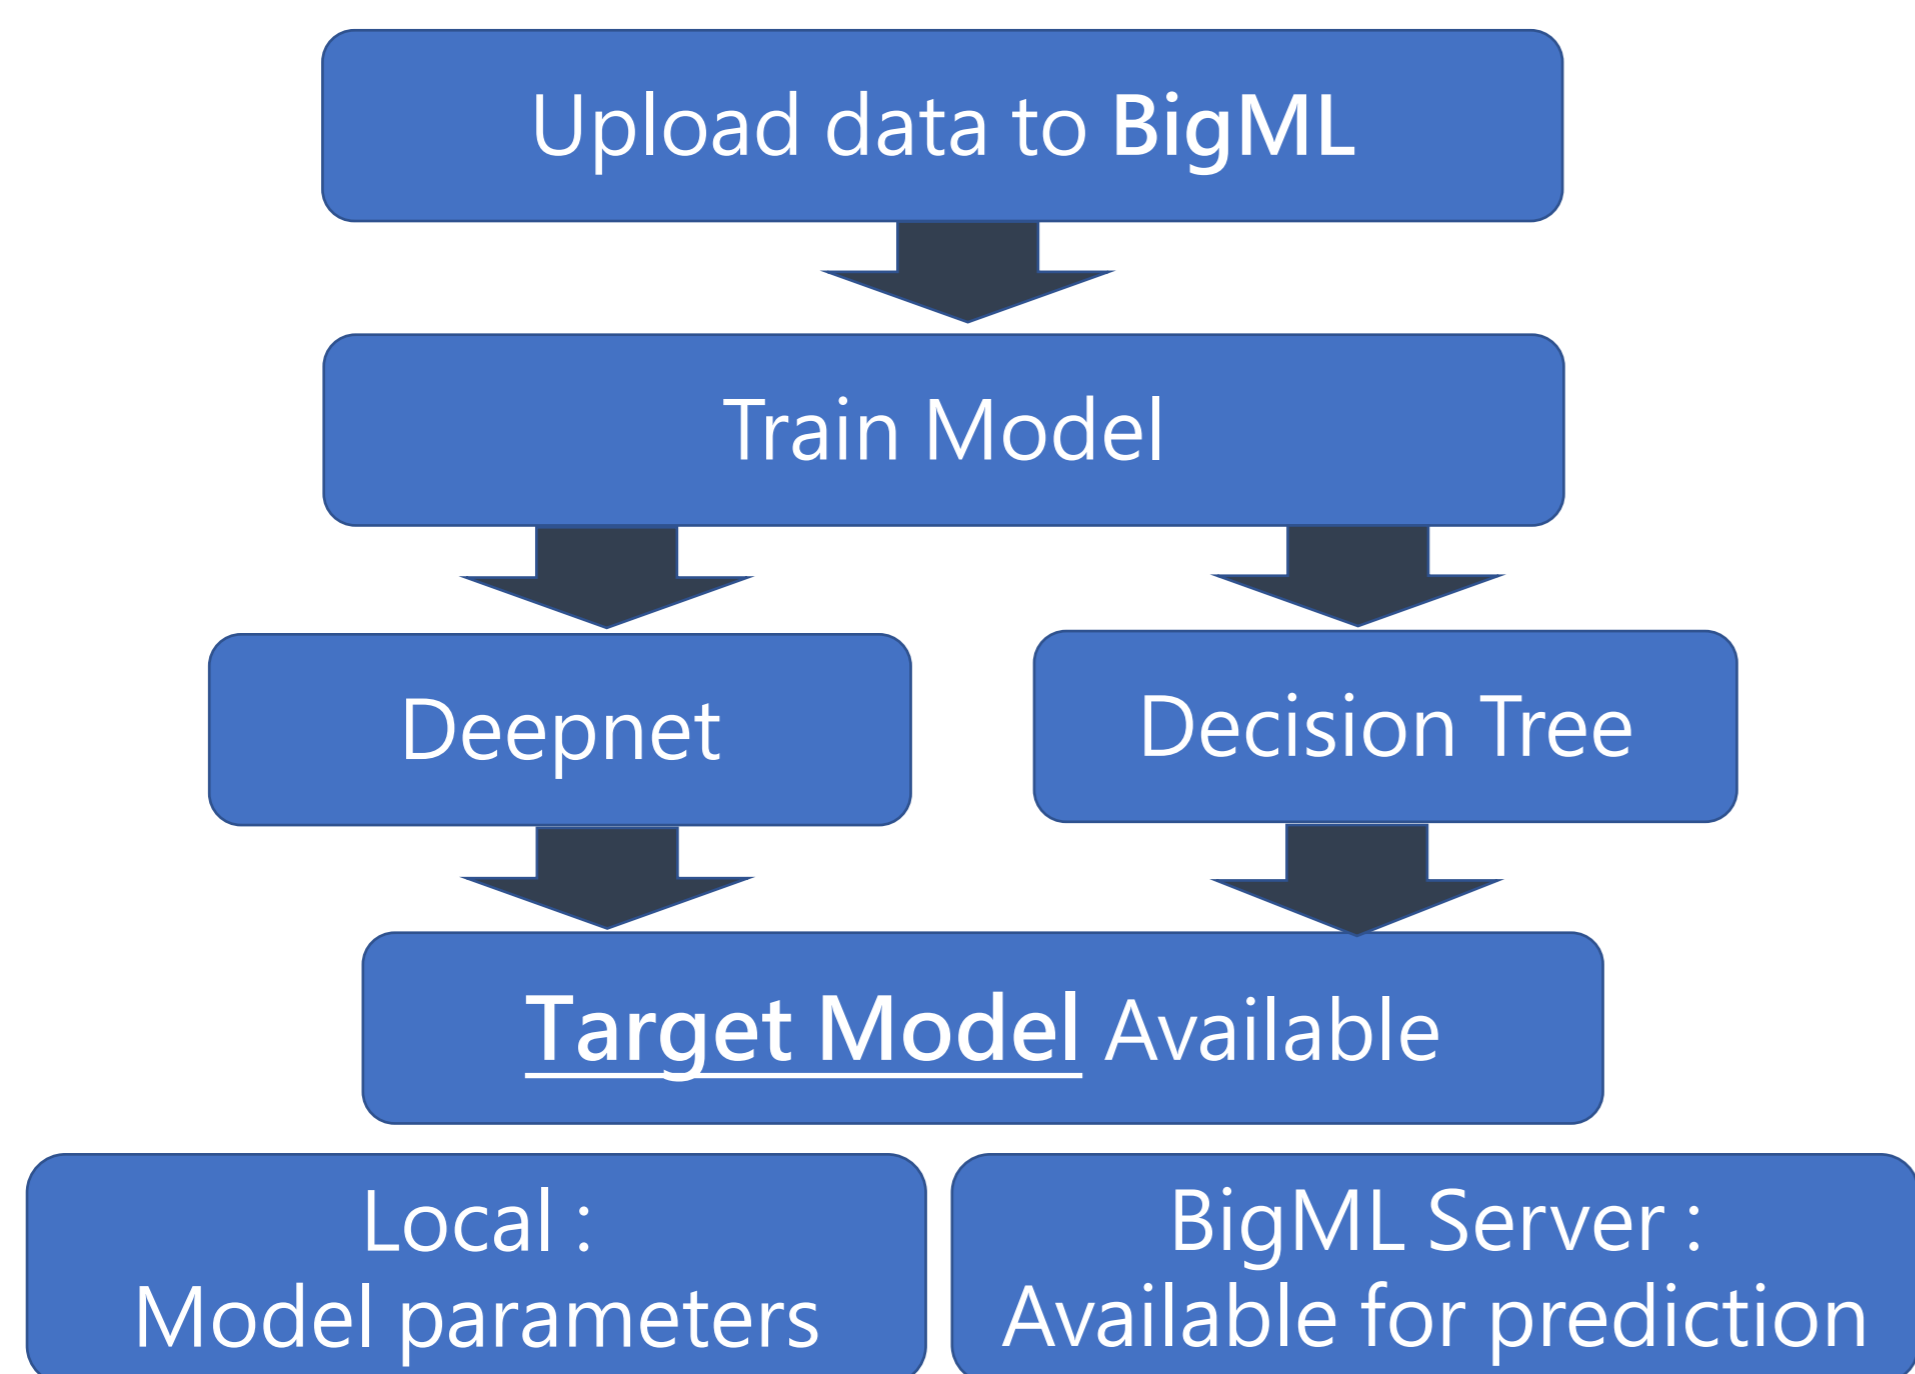 Upload data to BigML
Train Model
Deepnet
Decision Tree
Target Model Available
Local :
Model parameters
BigML Server :
Available for prediction